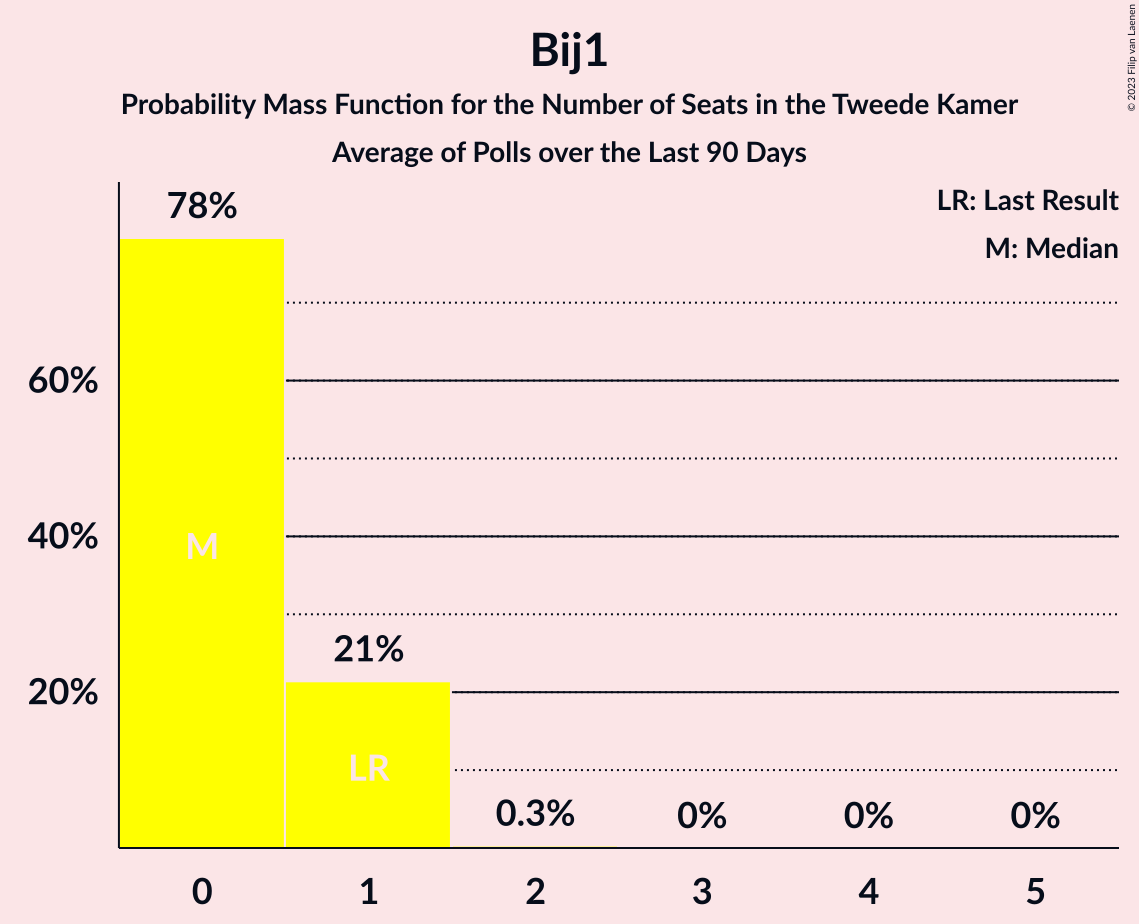 Bij1
Probability Mass Function for the Number of Seats in the Tweede Kamer
Average of Polls over the Last 90 Days
© 2023 Filip van Laenen
LR: Last Result
M: Median
78%
60%
40%
20%
M
21%
LR
0.3%
0%
0%
0%
0
1
2
3
4
5